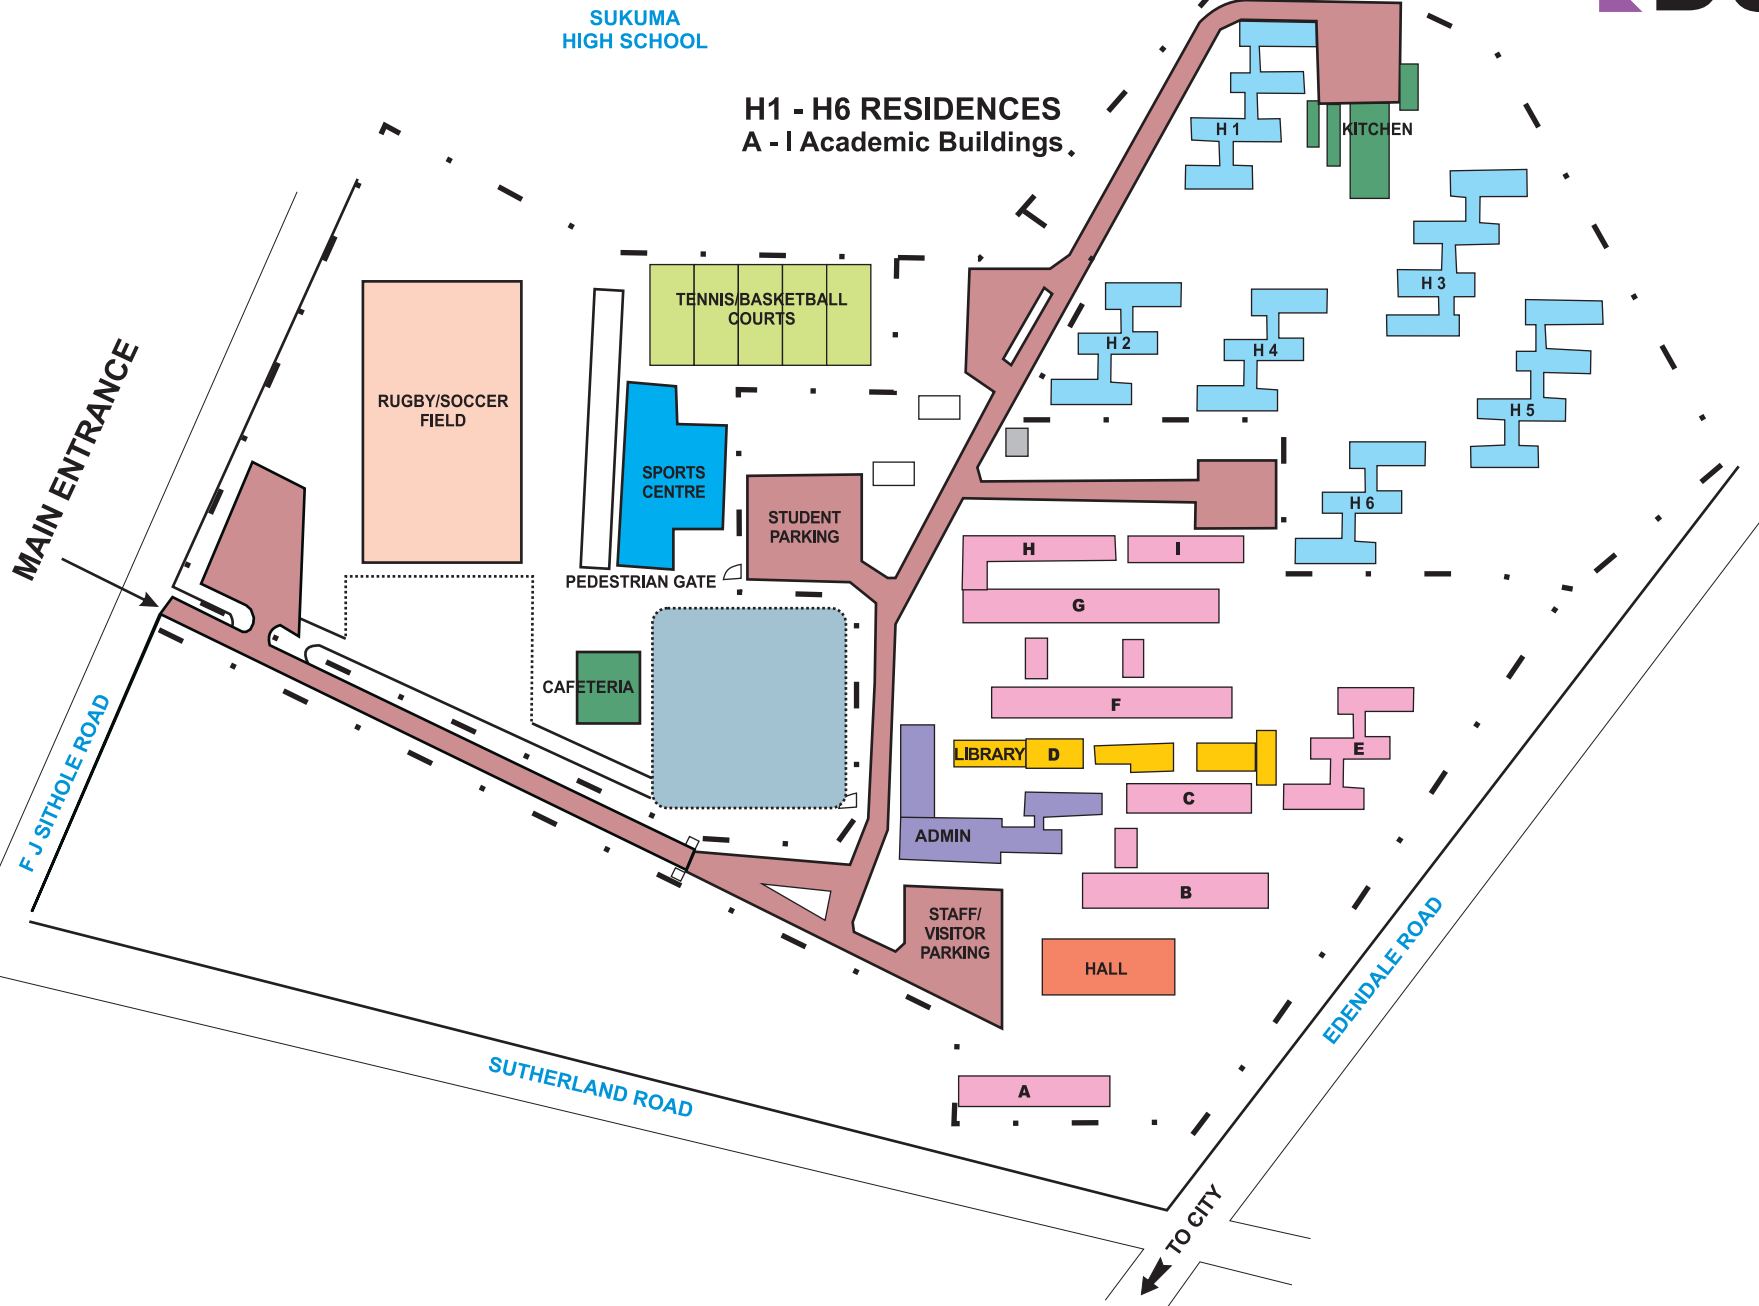 SUKUMA
HIGH SCHOOL
H1 - H6 RESIDENCES
A - I Academic Buildings
H 1
KITCHEN
H 3
H 2
H 4
H 5
H 6
TENNIS/BASKETBALL
COURTS
RUGBY/SOCCER
FIELD
SPORTS
CENTRE
STUDENT
PARKING
PEDESTRIAN GATE
MAIN ENTRANCE
H
I
G
F
CAFETERIA
LIBRARY
D
E
C
ADMIN
B
STAFF/
VISITOR
PARKING
HALL
A
F J SITHOLE ROAD
SUTHERLAND ROAD
EDENDALE ROAD
TO CITY